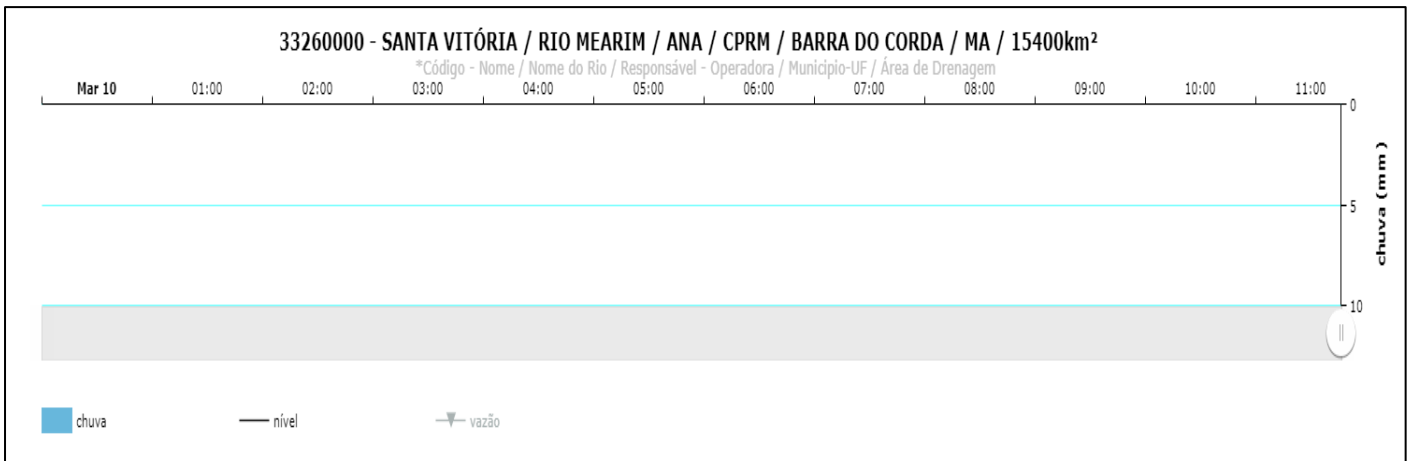 33260000 - SANTA VITÓRIA / RIO MEARIM / ANA / CPRM / BARRA DO CORDA / MA / 15400km²
*Código - Nome / Nome do Rio / Responsável - Operadora / Município-UF / Área de Drenagem
Mar 10 01:00 02:00 03:00 04:00 05:00 06:00 07:00 08:00 09:00 10:00 11:00
0
5
10
chuva (mm)
chuva nível vazão